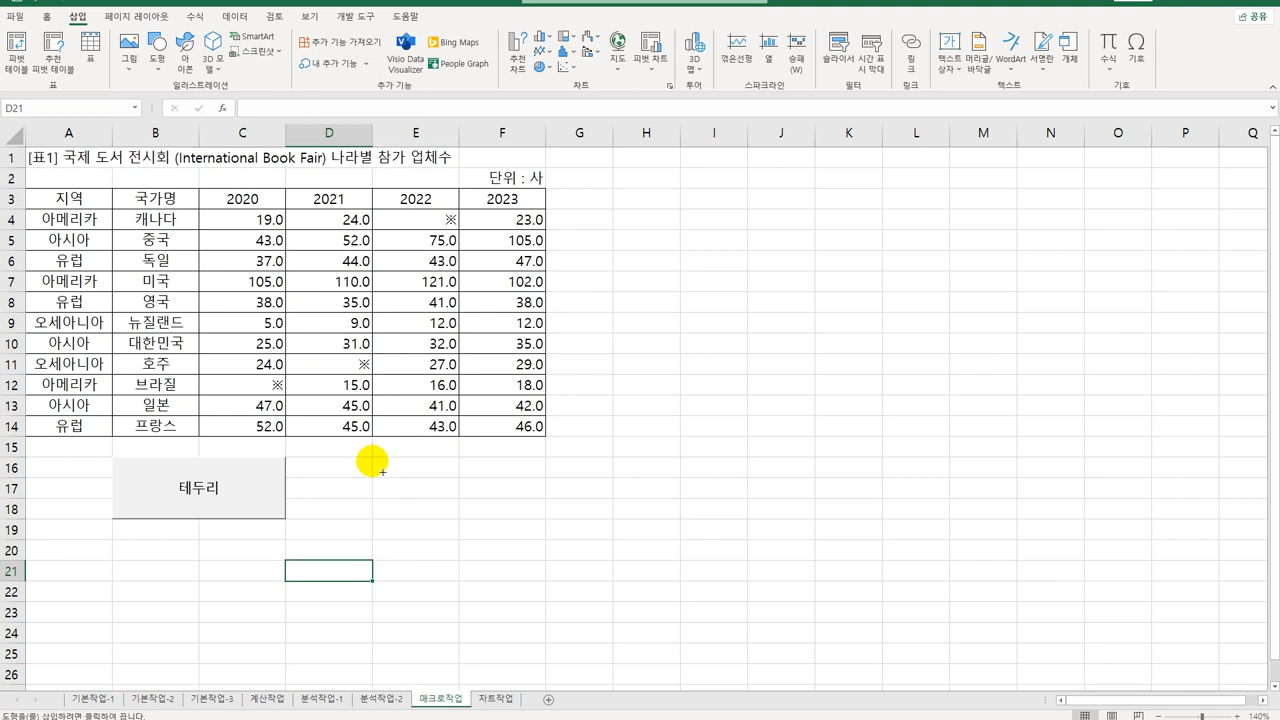 파일 홈 삽입 페이지 레이아웃 수식 데이터 검토 보기 개발 도구 도움말 공유
피벗 테이블
추천 피벗 테이블
표
그림
도형
아이콘
3D 모델
SmartArt
스크린샷
추가 기능 가져오기
내 추가 기능
Visio Data Visualizer
Bing Maps
People Graph
추천 차트
지도
피벗 차트
3D 맵
꺾은선형
열
승패 (W)
슬라이서
시간 표시 막대
링크
텍스트 상자
머리글/바닥글
WordArt
서명란
개체
수식
기호
표 일러스트레이션 추가 기능 차트 투어 스파크라인 필터 링크 텍스트 기호
D21 fx
A B C D E F G H I J K L M N O P Q
1 [표1] 국제 도서 전시회 (International Book Fair) 나라별 참가 업체수
2 단위 : 사
3 지역 국가명 2020 2021 2022 2023
4 아메리카 캐나다 19.0 24.0 ※ 23.0
5 아시아 중국 43.0 52.0 75.0 105.0
6 유럽 독일 37.0 44.0 43.0 47.0
7 아메리카 미국 105.0 110.0 121.0 102.0
8 유럽 영국 38.0 35.0 41.0 38.0
9 오세아니아 뉴질랜드 5.0 9.0 12.0 12.0
10 아시아 대한민국 25.0 31.0 32.0 35.0
11 오세아니아 호주 24.0 ※ 27.0 29.0
12 아메리카 브라질 ※ 15.0 16.0 18.0
13 아시아 일본 47.0 45.0 41.0 42.0
14 유럽 프랑스 52.0 45.0 43.0 46.0
15
16
17 테두리
18
19
20
21
22
23
24
25
26
기본작업-1 기본작업-2 기본작업-3 계산작업 분석작업-1 분석작업-2 매크로작업 차트작업
도형을(를) 삽입하려면 클릭하여 끕니다. 140%